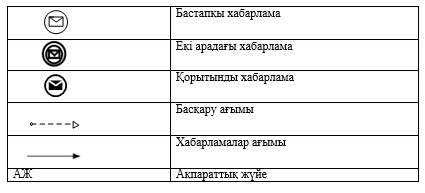 Бастапқы хабарлама
Екі арадағы хабарлама
Қорытынды хабарлама
Басқару ағымы
Хабарламалар ағымы
АЖ Ақпараттық жүйе